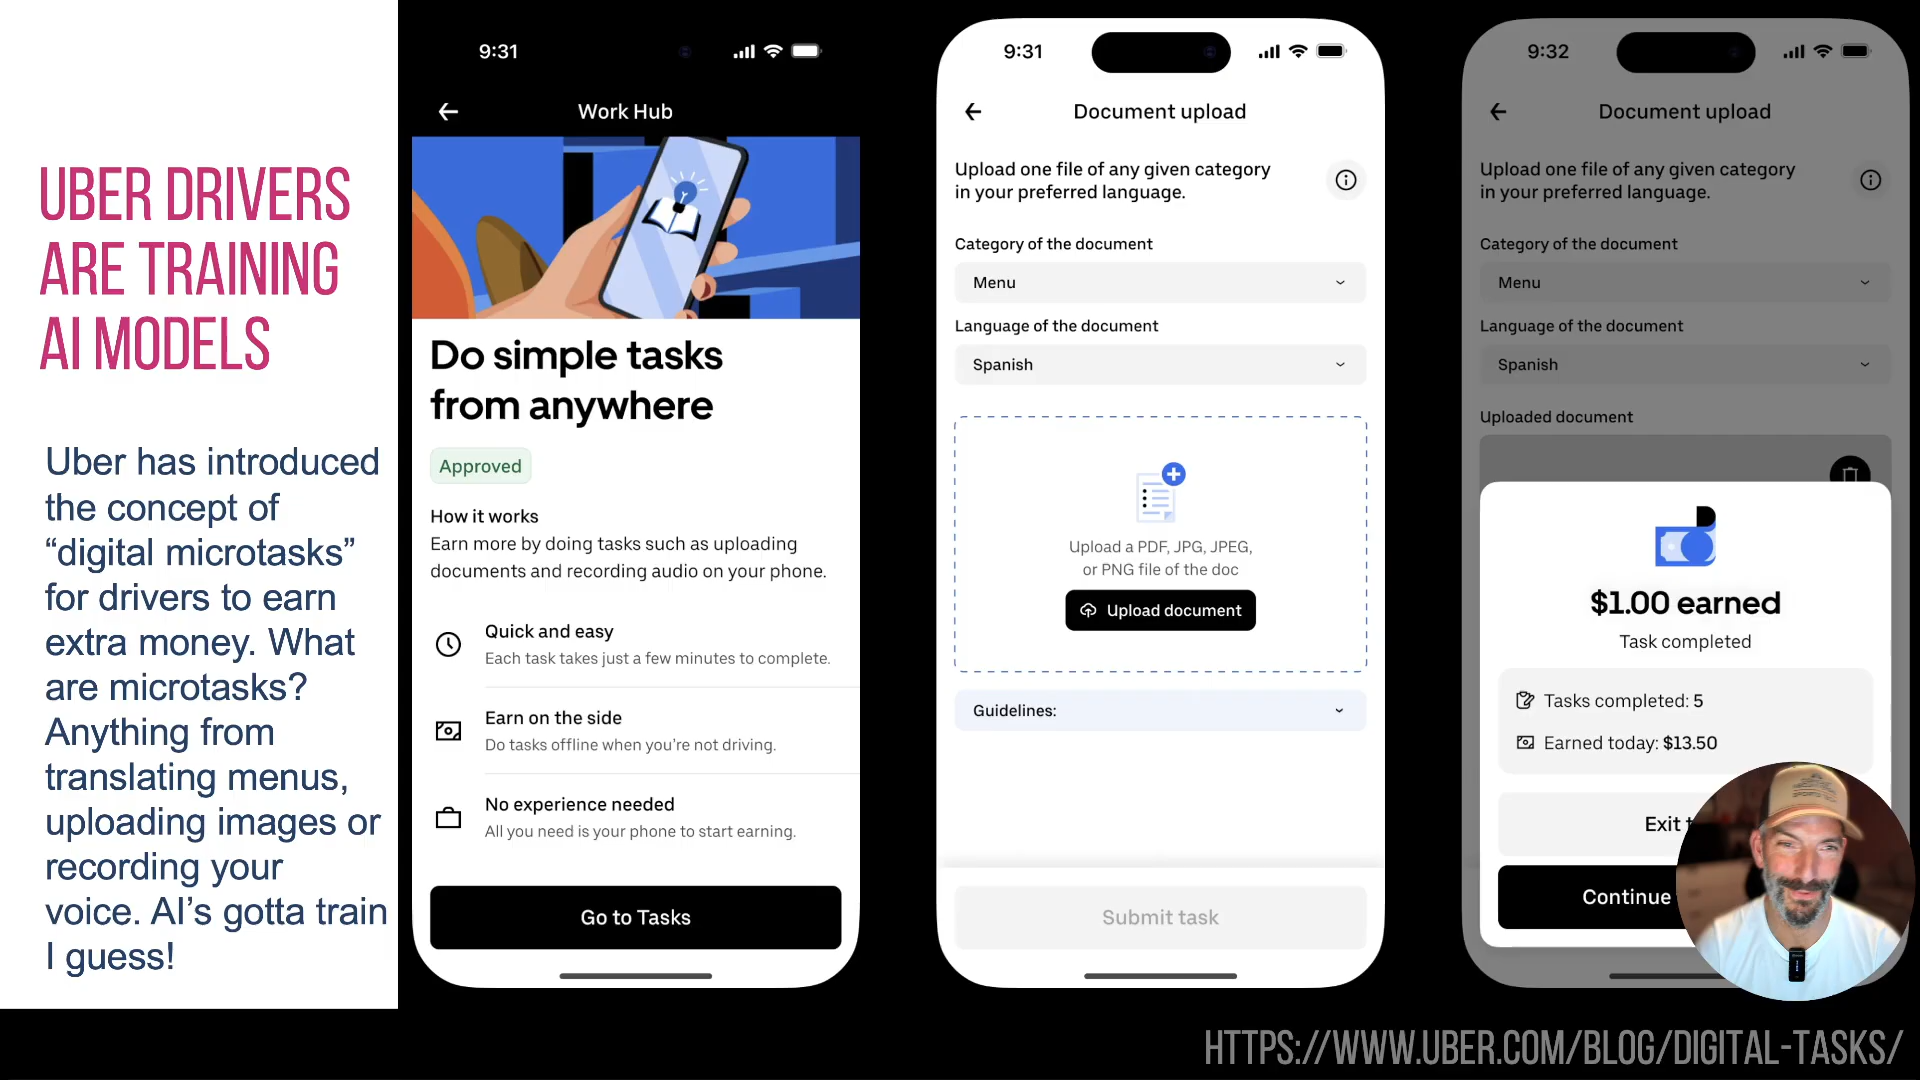 UBER DRIVERS
ARE TRAINING
AI MODELS
Uber has introduced
the concept of
“digital microtasks”
for drivers to earn
extra money. What
are microtasks?
Anything from
translating menus,
uploading images or
recording your
voice. AI’s gotta train
I guess!
9:31
Work Hub
Do simple tasks
from anywhere
Approved
How it works
Earn more by doing tasks such as uploading
documents and recording audio on your phone.
Quick and easy
Each task takes just a few minutes to complete.
Earn on the side
Do tasks offline when you’re not driving.
No experience needed
All you need is your phone to start earning.
Go to Tasks
9:31
Document upload
Upload one file of any given category
in your preferred language.
Category of the document
Menu
Language of the document
Spanish
Upload a PDF, JPG, JPEG,
or PNG file of the doc
Upload document
Guidelines:
Submit task
9:32
Document upload
Upload one file of any given category
in your preferred language.
Category of the document
Menu
Language of the document
Spanish
Uploaded document
$1.00 earned
Task completed
Tasks completed: 5
Earned today: $13.50
Exit
Continue
HTTPS://WWW.UBER.COM/BLOG/DIGITAL-TASKS/